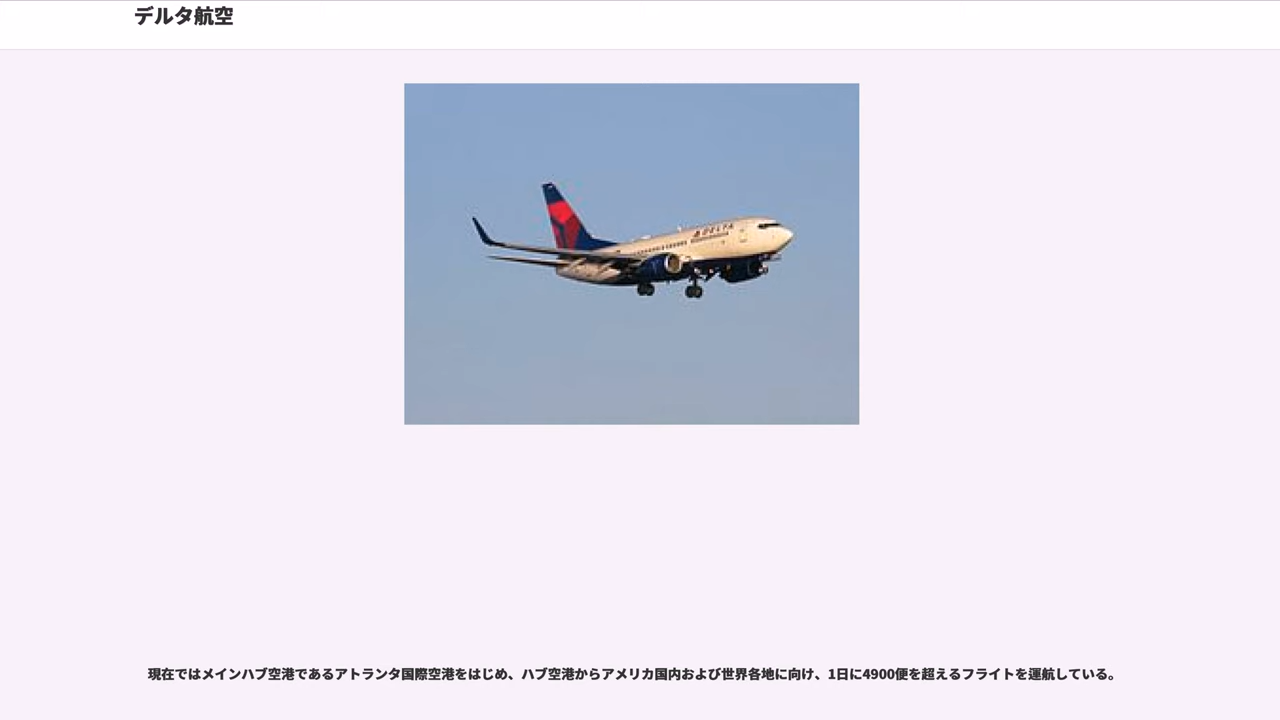 デルタ航空
DELTA
現在ではメインハブ空港であるアトランタ国際空港をはじめ、ハブ空港からアメリカ国内および世界各地に向け、1日に4900便を超えるフライトを運航している。